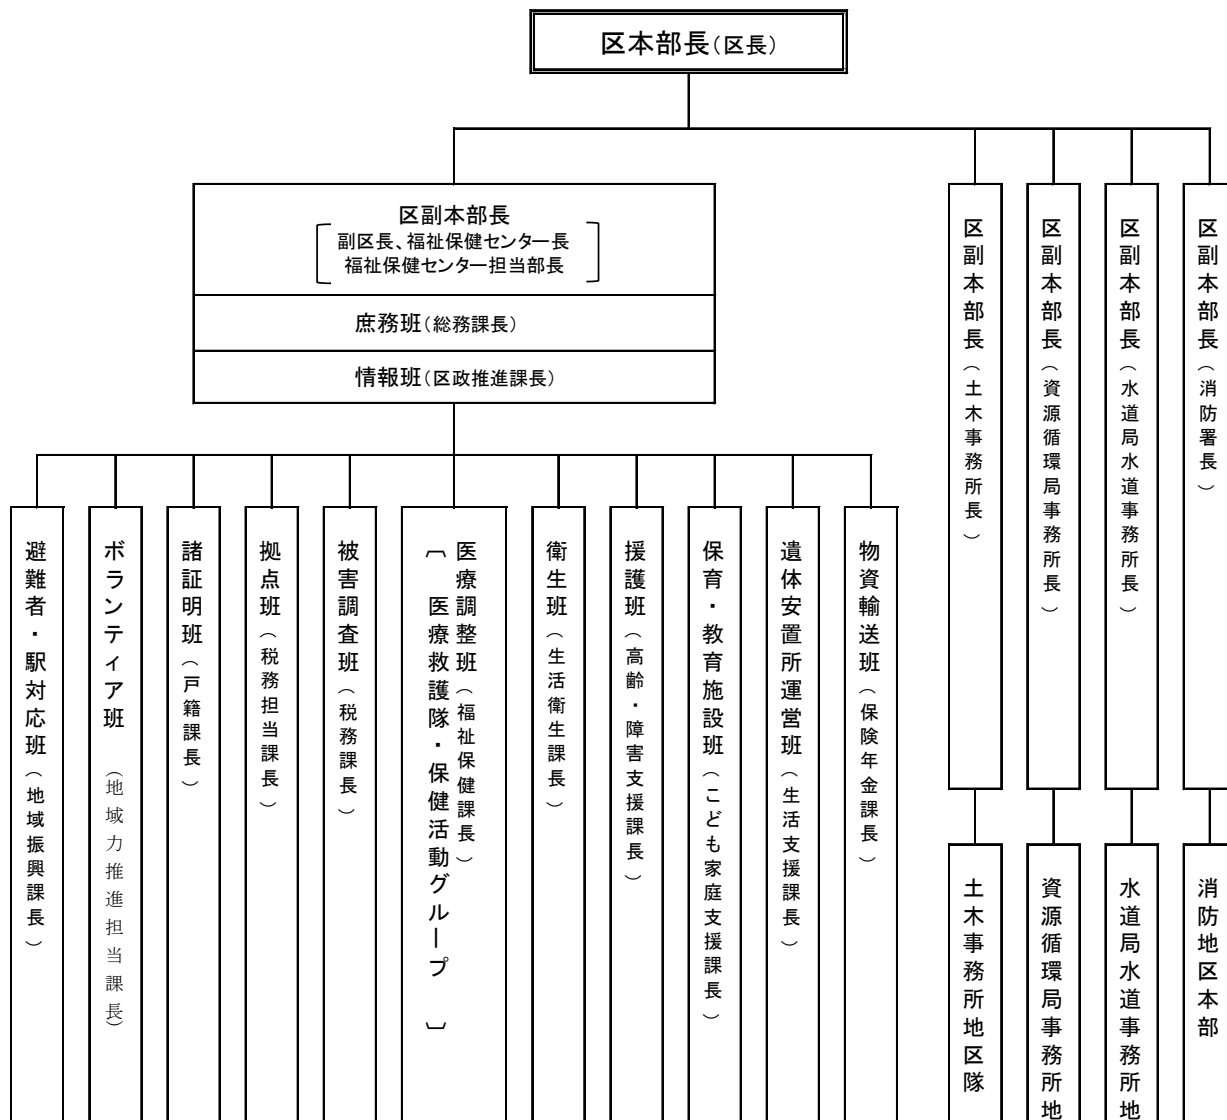 区本部長(区長)
区副本部長
副区長、福祉保健センター長
福祉保健センター担当部長
庶務班(総務課長)
情報班(区政推進課長)
区副本部長(土木事務所長)
区副本部長(資源循環局事務所長)
区副本部長(水道局水道事務所長)
区副本部長(消防署長)
避難者・駅対応班(地域振興課長)
ボランティア班 (地域力推進担当課長)
諸証明班(戸籍課長)
拠点班(税務担当課長)
被害調査班(税務課長)
医療調整班(福祉保健課長)
〔 医療救護隊・保健活動グループ 〕
衛生班(生活衛生課長)
援護班(高齢・障害支援課長)
保育・教育施設班(こども家庭支援課長)
遺体安置所運営班(生活支援課長)
物資輸送班(保険年金課長)
土木事務所地区隊
資源循環局事務所地
水道局水道事務所地
消防地区本部